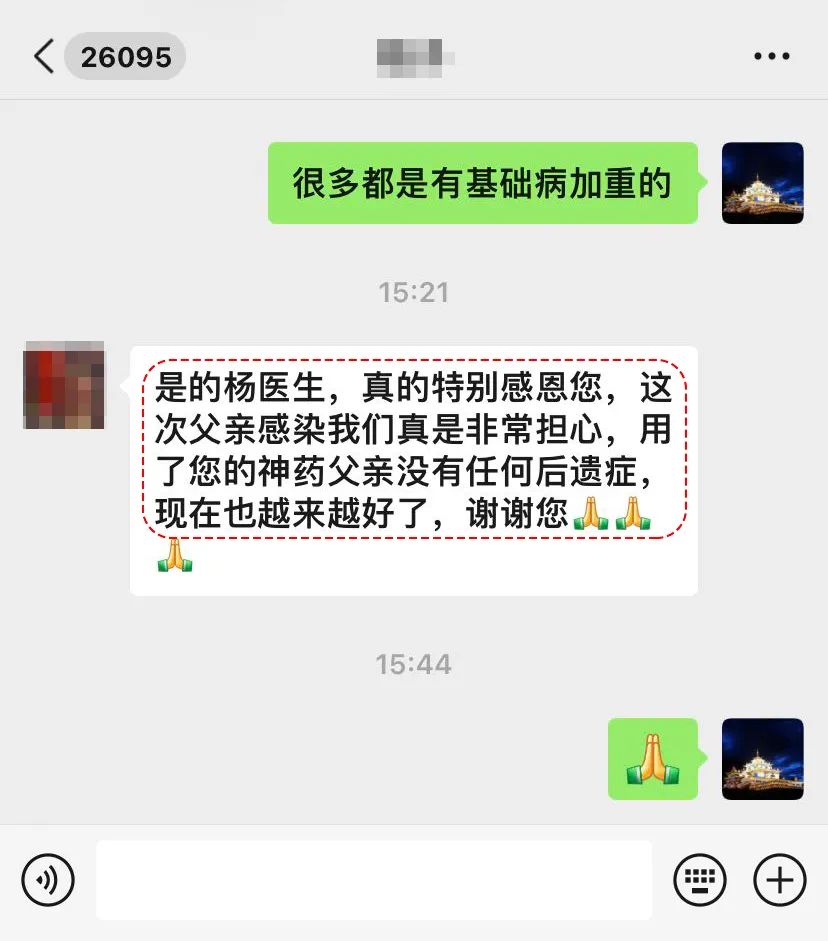 26095
很多都是有基础病加重的
15:21
是的杨医生，真的特别感恩您，这
次父亲感染我们真是非常担心，用
了您的神药父亲没有任何后遗症，
现在也越来越好了，谢谢您🙏🙏
🙏
15:44
🙏